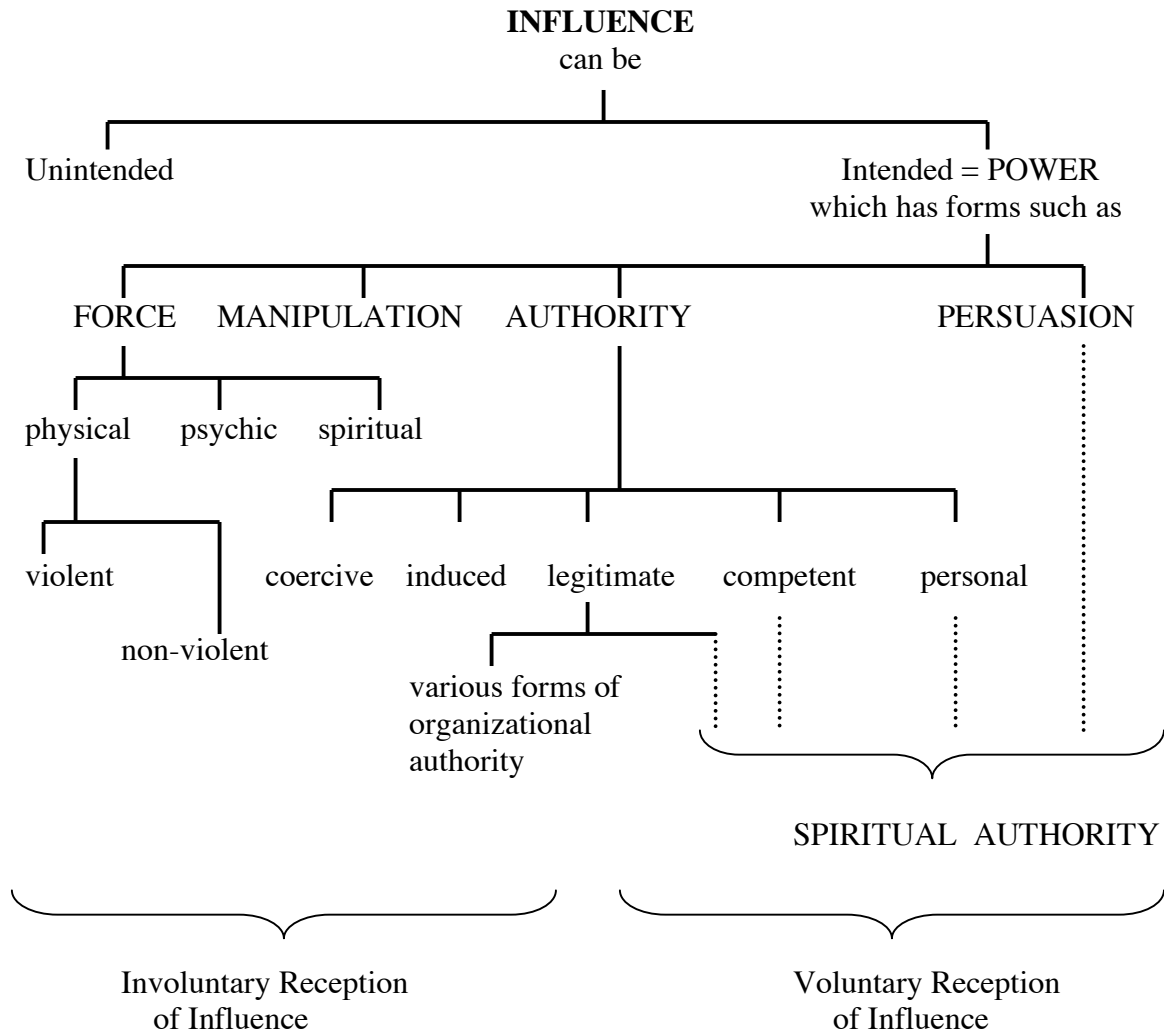 INFLUENCE
can be
Unintended
Intended = POWER
which has forms such as
FORCE MANIPULATION AUTHORITY PERSUASION
physical psychic spiritual
violent coercive induced legitimate competent personal
non-violent
various forms of
organizational
authority
SPIRITUAL AUTHORITY
Involuntary Reception
of Influence
Voluntary Reception
of Influence